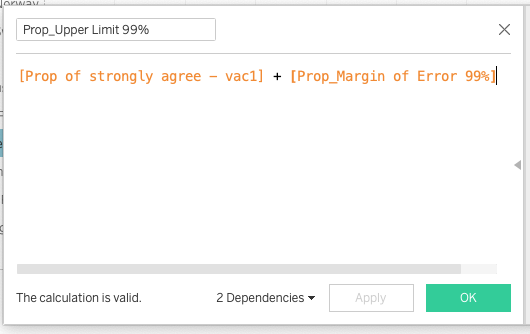 Prop_Upper Limit 99%
[Prop of strongly agree – vac1] + [Prop_Margin of Error 99%]
The calculation is valid.
2 Dependencies
Apply
OK